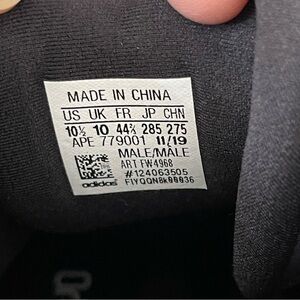 MADE IN CHINA
US UK FR JP CHN
10½ 10 44⅔ 285 275
APE 779001 11/19
MALE/MALE
ART FW4968
#124063505
adidas F1YQQN8k00036